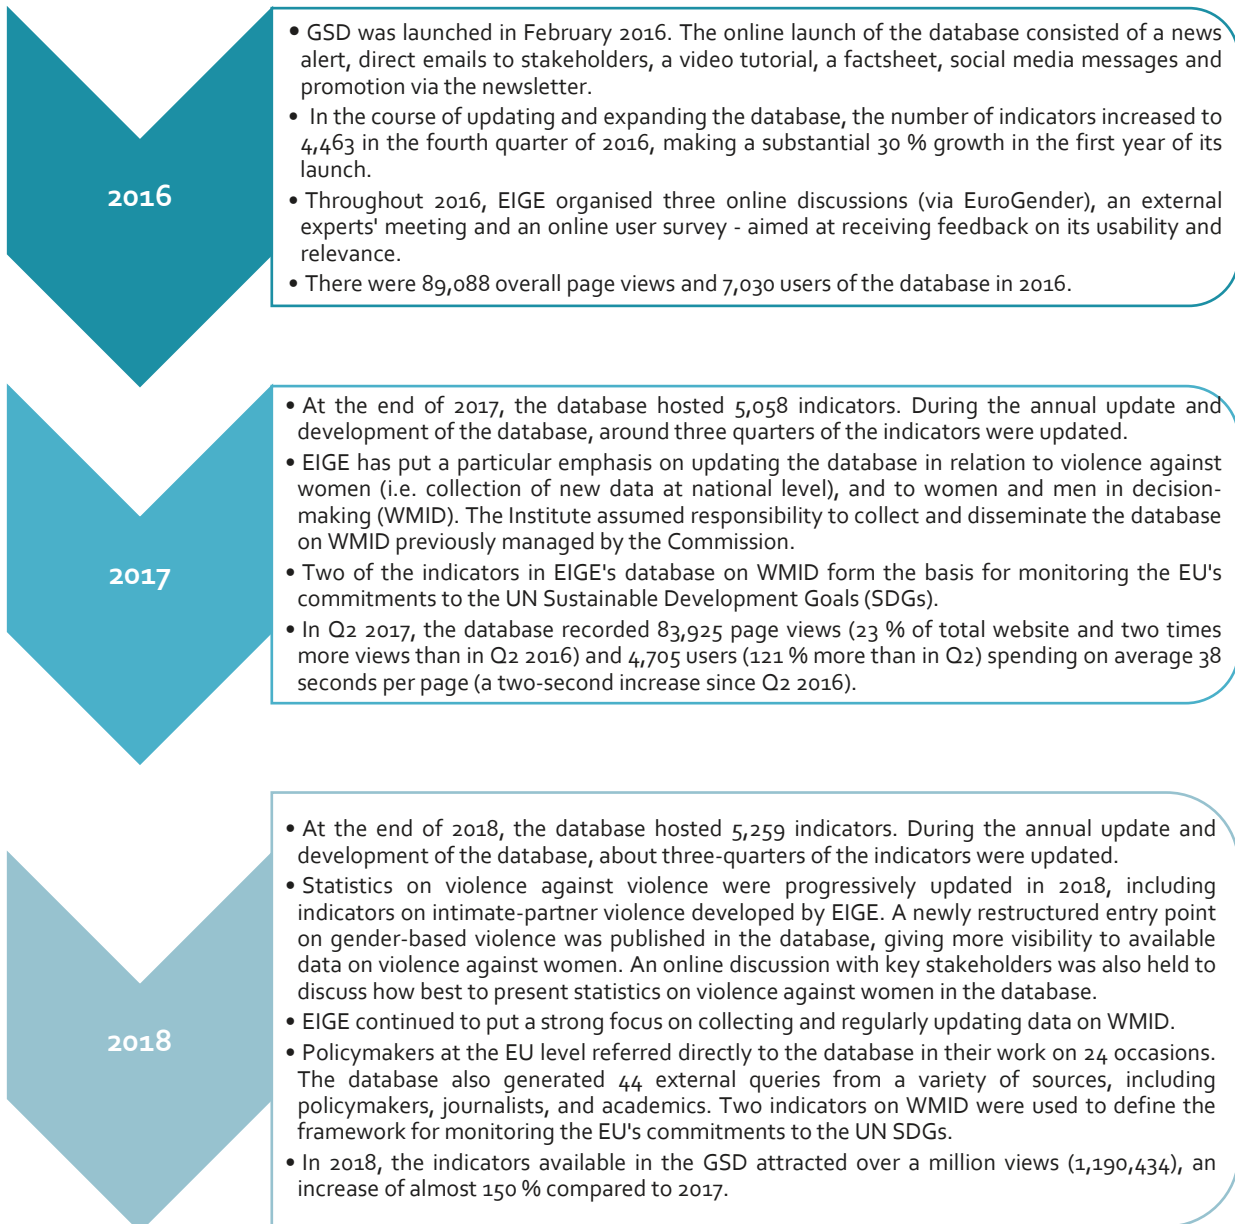 • GSD was launched in February 2016. The online launch of the database consisted of a news
alert, direct emails to stakeholders, a video tutorial, a factsheet, social media messages and
promotion via the newsletter.
• In the course of updating and expanding the database, the number of indicators increased to
4,463 in the fourth quarter of 2016, making a substantial 30 % growth in the first year of its
launch.
2016
• Throughout 2016, EIGE organised three online discussions (via EuroGender), an external
experts' meeting and an online user survey - aimed at receiving feedback on its usability and
relevance.
• There were 89,088 overall page views and 7,030 users of the database in 2016.
• At the end of 2017, the database hosted 5,058 indicators. During the annual update and
development of the database, around three quarters of the indicators were updated.
• EIGE has put a particular emphasis on updating the database in relation to violence against
women (i.e. collection of new data at national level), and to women and men in decision-
making (WMID). The Institute assumed responsibility to collect and disseminate the database
on WMID previously managed by the Commission.
2017
• Two of the indicators in EIGE's database on WMID form the basis for monitoring the EU's
commitments to the UN Sustainable Development Goals (SDGs).
• In Q2 2017, the database recorded 83,925 page views (23 % of total website and two times
more views than in Q2 2016) and 4,705 users (121 % more than in Q2) spending on average 38
seconds per page (a two-second increase since Q2 2016).
• At the end of 2018, the database hosted 5,259 indicators. During the annual update and
development of the database, about three-quarters of the indicators were updated.
• Statistics on violence against violence were progressively updated in 2018, including
indicators on intimate-partner violence developed by EIGE. A newly restructured entry point
on gender-based violence was published in the database, giving more visibility to available
data on violence against women. An online discussion with key stakeholders was also held to
discuss how best to present statistics on violence against women in the database.
• EIGE continued to put a strong focus on collecting and regularly updating data on WMID.
2018
• Policymakers at the EU level referred directly to the database in their work on 24 occasions.
The database also generated 44 external queries from a variety of sources, including
policymakers, journalists, and academics. Two indicators on WMID were used to define the
framework for monitoring the EU's commitments to the UN SDGs.
• In 2018, the indicators available in the GSD attracted over a million views (1,190,434), an
increase of almost 150 % compared to 2017.